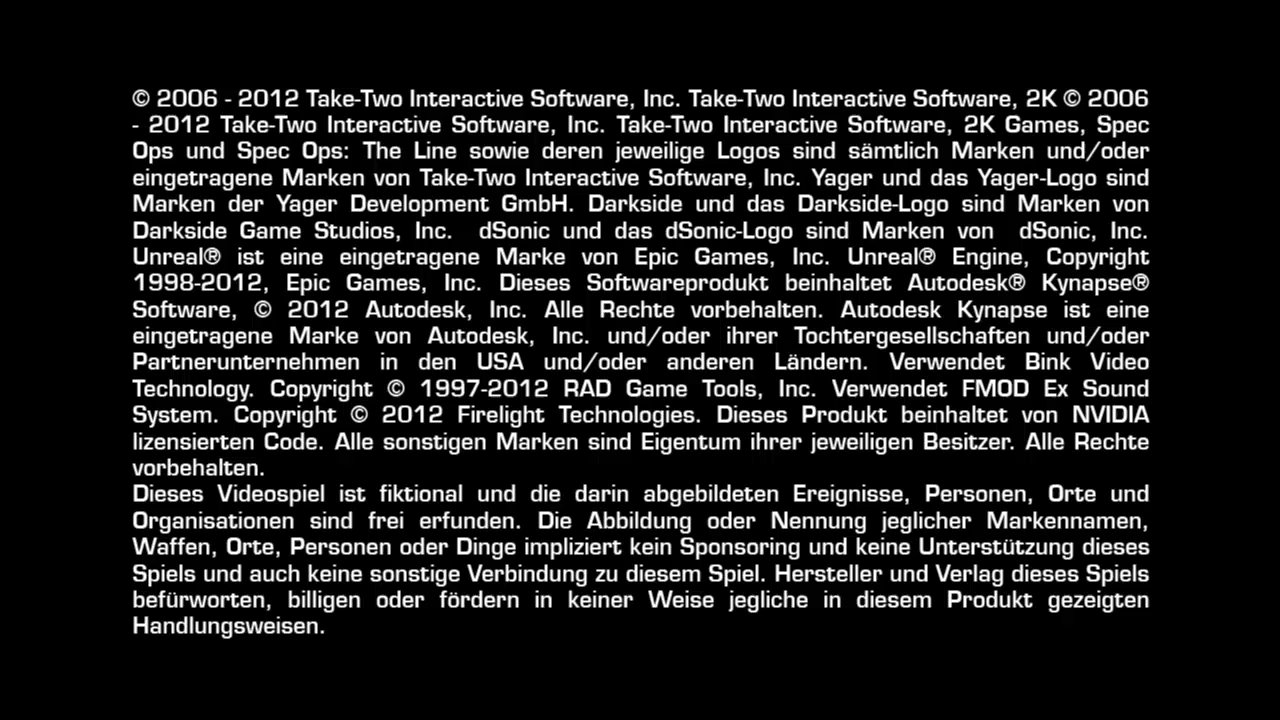 © 2006 - 2012 Take-Two Interactive Software, Inc. Take-Two Interactive Software, 2K © 2006
- 2012 Take-Two Interactive Software, Inc. Take-Two Interactive Software, 2K Games, Spec
Ops und Spec Ops: The Line sowie deren jeweilige Logos sind sämtlich Marken und/oder
eingetragene Marken von Take-Two Interactive Software, Inc. Yager und das Yager-Logo sind
Marken der Yager Development GmbH. Darkside und das Darkside-Logo sind Marken von
Darkside Game Studios, Inc. dSonic und das dSonic-Logo sind Marken von dSonic, Inc.
Unreal® ist eine eingetragene Marke von Epic Games, Inc. Unreal® Engine, Copyright
1998-2012, Epic Games, Inc. Dieses Softwareprodukt beinhaltet Autodesk® Kynapse®
Software, © 2012 Autodesk, Inc. Alle Rechte vorbehalten. Autodesk Kynapse ist eine
eingetragene Marke von Autodesk, Inc. und/oder ihrer Tochtergesellschaften und/oder
Partnerunternehmen in den USA und/oder anderen Ländern. Verwendet Bink Video
Technology. Copyright © 1997-2012 RAD Game Tools, Inc. Verwendet FMOD Ex Sound
System. Copyright © 2012 Firelight Technologies. Dieses Produkt beinhaltet von NVIDIA
lizensierten Code. Alle sonstigen Marken sind Eigentum ihrer jeweiligen Besitzer. Alle Rechte
vorbehalten.
Dieses Videospiel ist fiktional und die darin abgebildeten Ereignisse, Personen, Orte und
Organisationen sind frei erfunden. Die Abbildung oder Nennung jeglicher Markennamen,
Waffen, Orte, Personen oder Dinge impliziert kein Sponsoring und keine Unterstützung dieses
Spiels und auch keine sonstige Verbindung zu diesem Spiel. Hersteller und Verlag dieses Spiels
befürworten, billigen oder fördern in keiner Weise jegliche in diesem Produkt gezeigten
Handlungsweisen.